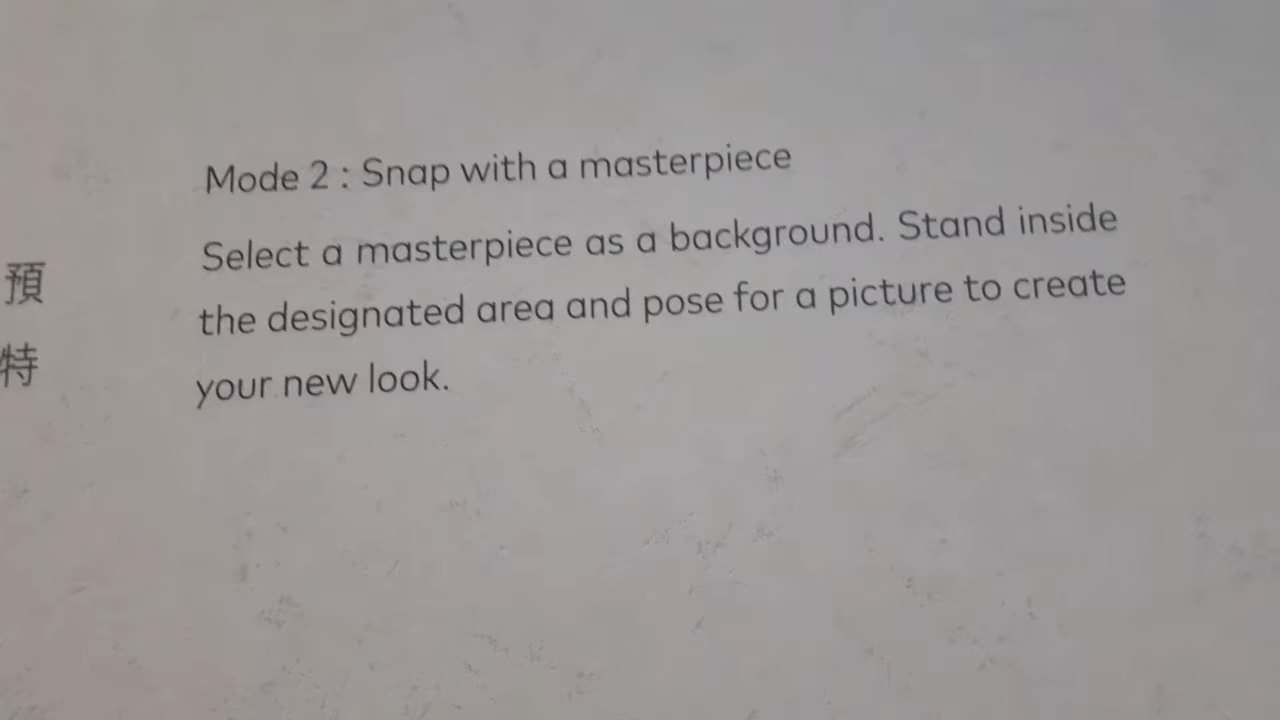 Mode 2 : Snap with a masterpiece
Select a masterpiece as a background. Stand inside
the designated area and pose for a picture to create
your new look.
預
特